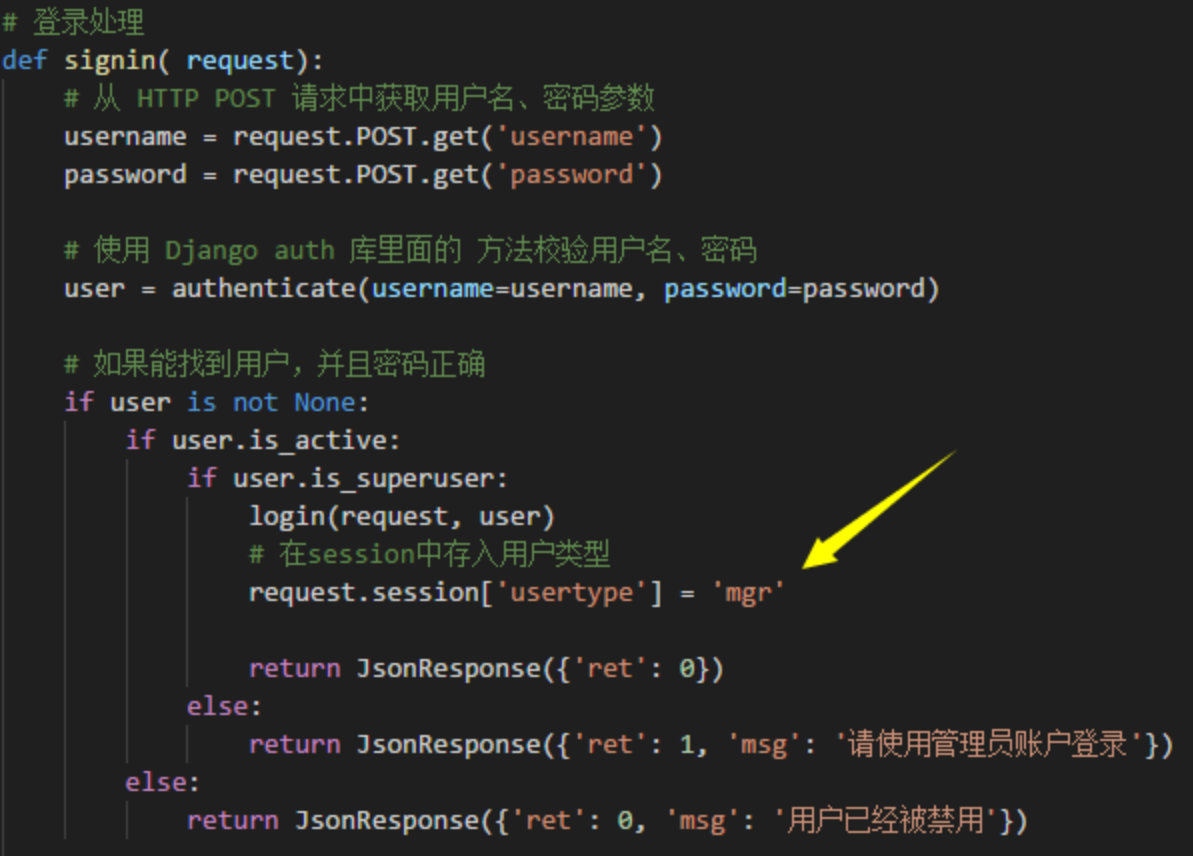 # 登录处理
def signin( request):
    # 从 HTTP POST 请求中获取用户名、密码参数
    username = request.POST.get('username')
    password = request.POST.get('password')

    # 使用 Django auth 库里面的 方法校验用户名、密码
    user = authenticate(username=username, password=password)

    # 如果能找到用户，并且密码正确
    if user is not None:
        if user.is_active:
            if user.is_superuser:
                login(request, user)
                # 在session中存入用户类型
                request.session['usertype'] = 'mgr'

                return JsonResponse({'ret': 0})
            else:
                return JsonResponse({'ret': 1, 'msg': '请使用管理员账户登录'})
        else:
            return JsonResponse({'ret': 0, 'msg': '用户已经被禁用'})